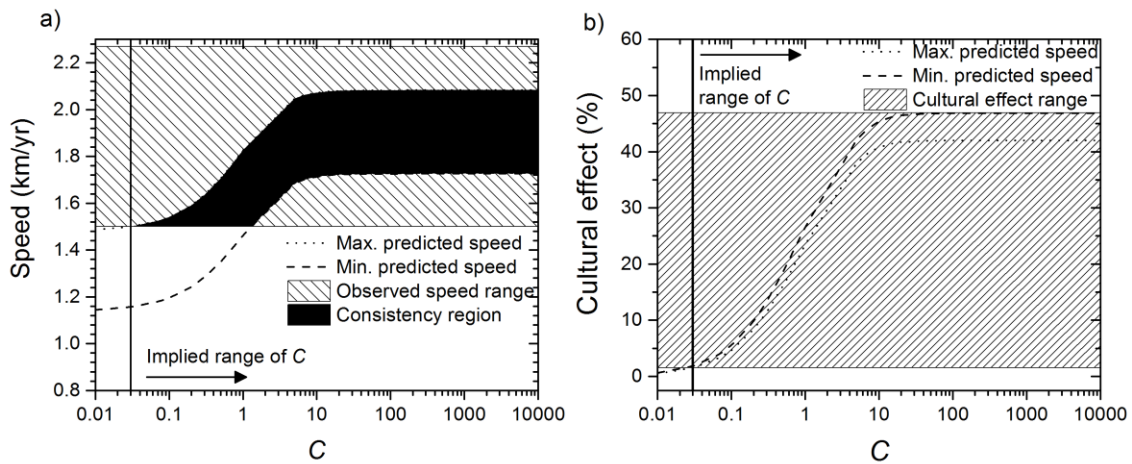 a)
Speed (km/yr)
2.2
2.0
1.8
1.6
1.4
1.2
1.0
0.8
Max. predicted speed
Min. predicted speed
Observed speed range
Consistency region
Implied range of C
0.01 0.1 1 10 100 1000 10000
C
b)
Cultural effect (%)
60
50
40
30
20
10
0
Implied
range of C
Max. predicted speed
Min. predicted speed
Cultural effect range
0.01 0.1 1 10 100 1000 10000
C